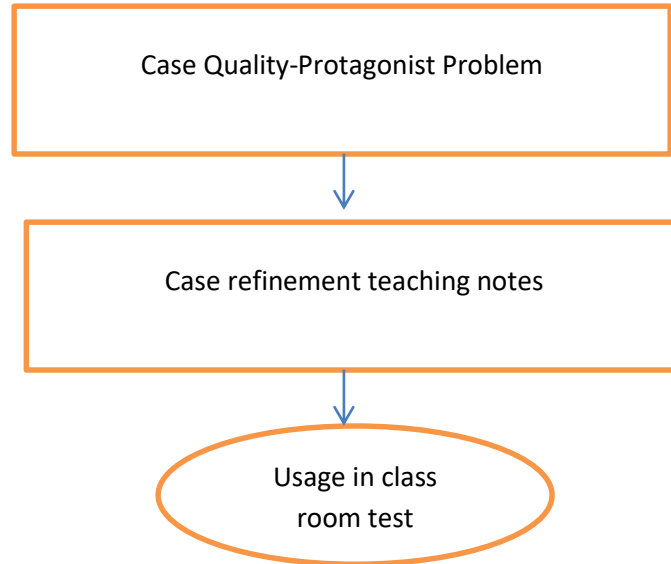 Case Quality-Protagonist Problem
Case refinement teaching notes
Usage in class
room test